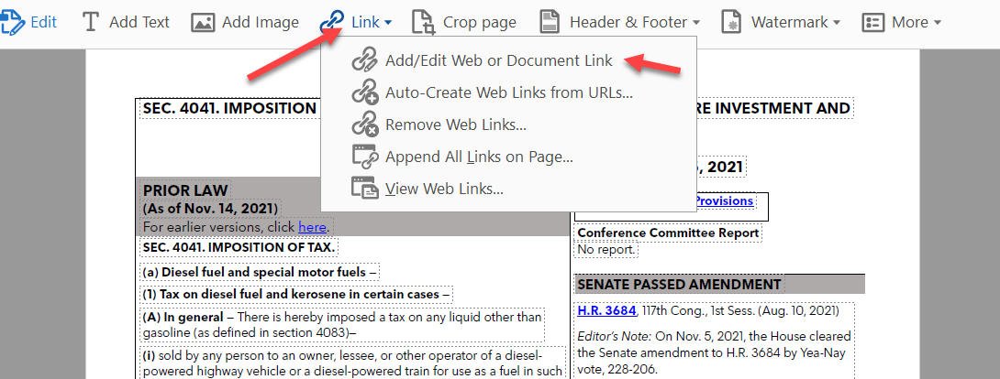 Edit Add Text Add Image Link Crop page Header & Footer Watermark More
Add/Edit Web or Document Link
Auto-Create Web Links from URLs...
Remove Web Links...
Append All Links on Page...
View Web Links...
SEC. 4041. IMPOSITION
PRIOR LAW
(As of Nov. 14, 2021)
For earlier versions, click here.
SEC. 4041. IMPOSITION OF TAX.
(a) Diesel fuel and special motor fuels –
(1) Tax on diesel fuel and kerosene in certain cases –
(A) In general – There is hereby imposed a tax on any liquid other than
gasoline (as defined in section 4083)–
(i) sold by any person to an owner, lessee, or other operator of a diesel-
powered highway vehicle or a diesel-powered train for use as a fuel in such
RE INVESTMENT AND
, 2021
Provisions
Conference Committee Report
No report.
SENATE PASSED AMENDMENT
H.R. 3684, 117th Cong., 1st Sess. (Aug. 10, 2021)
Editor's Note: On Nov. 5, 2021, the House cleared
the Senate amendment to H.R. 3684 by Yea-Nay
vote, 228-206.